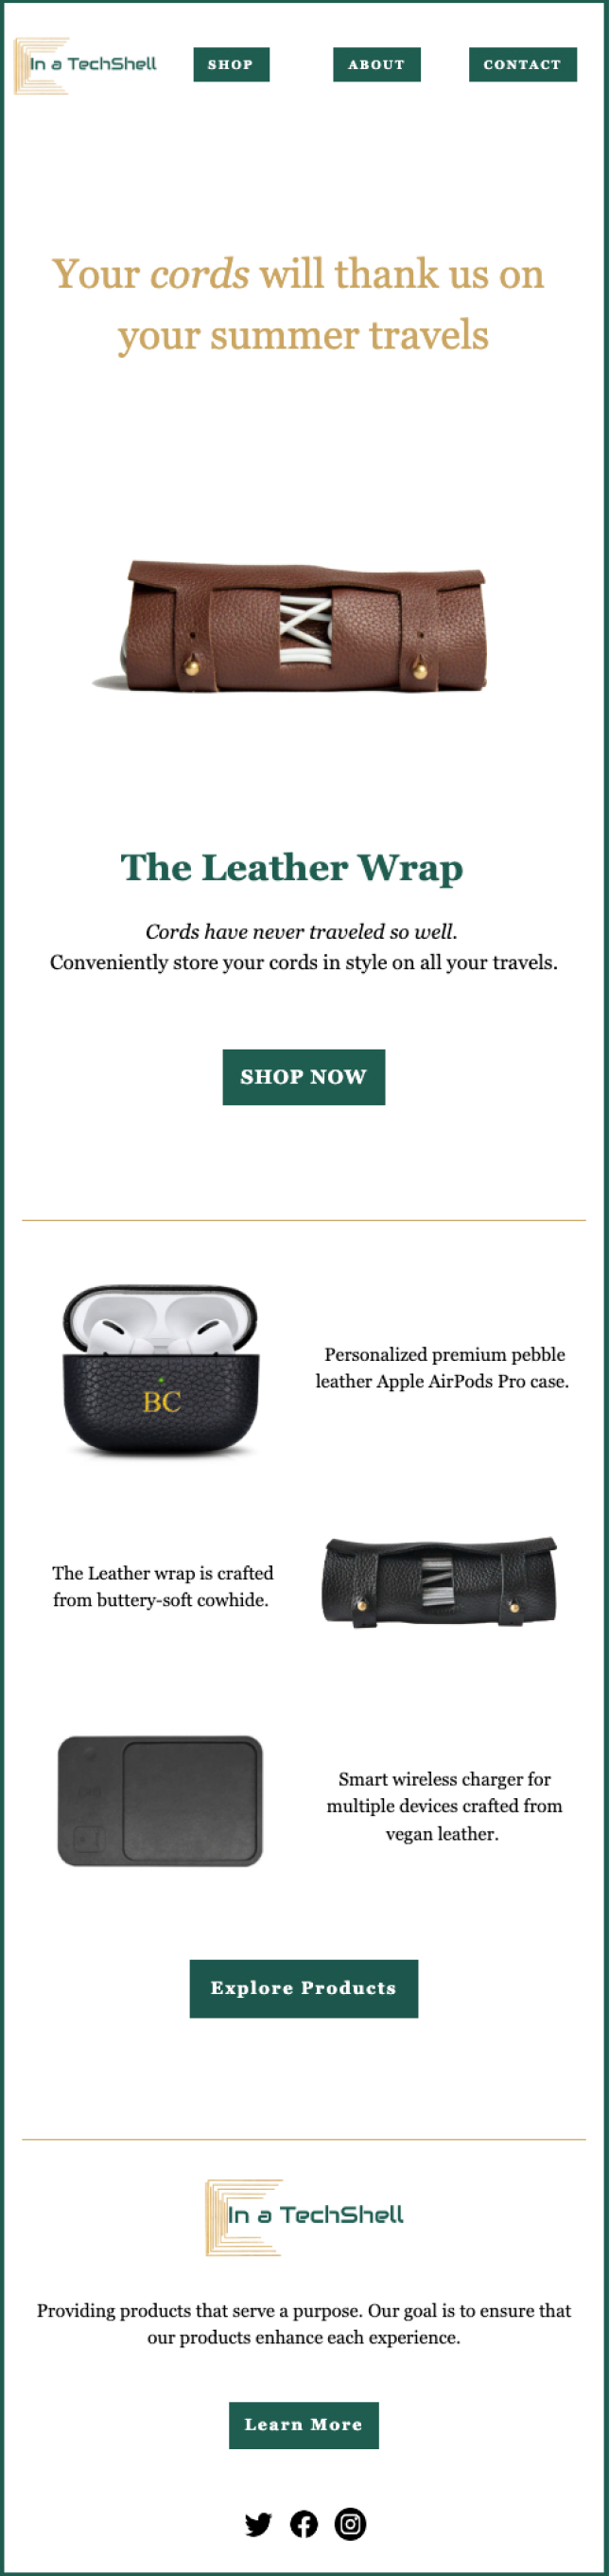 In a TechShell
SHOP
ABOUT
CONTACT
Your cords will thank us on
your summer travels
The Leather Wrap
Cords have never traveled so well.
Conveniently store your cords in style on all your travels.
SHOP NOW
BC
Personalized premium pebble
leather Apple AirPods Pro case.
The Leather wrap is crafted
from buttery-soft cowhide.
Smart wireless charger for
multiple devices crafted from
vegan leather.
Explore Products
In a TechShell
Providing products that serve a purpose. Our goal is to ensure that
our products enhance each experience.
Learn More